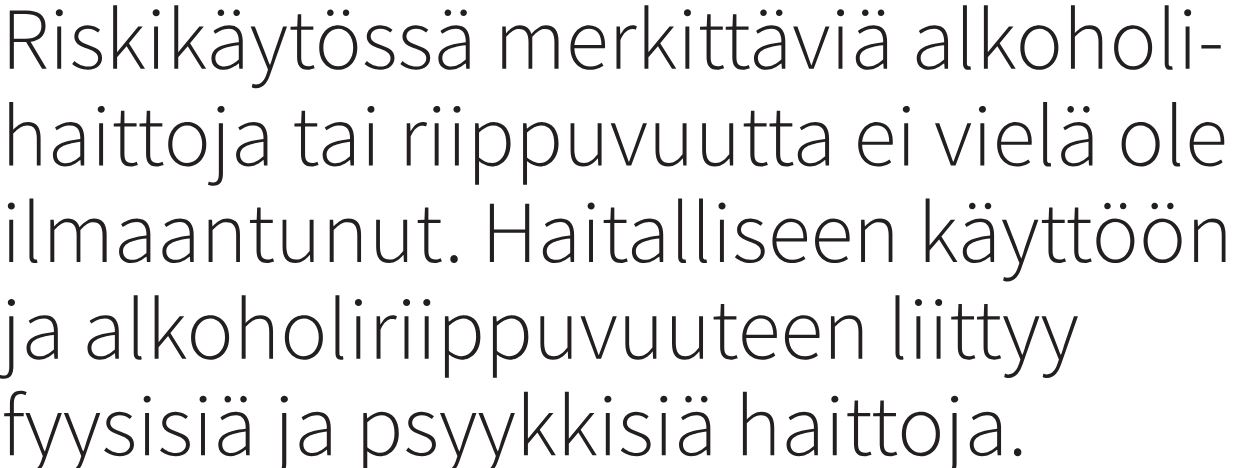 Riskikäytössä merkittäviä alkoholi-
haittoja tai riippuvuutta ei vielä ole
ilmaantunut. Haitalliseen käyttöön
ja alkoholiriippuvuuteen liittyy
fyysisiä ja psyykkisiä haittoja.